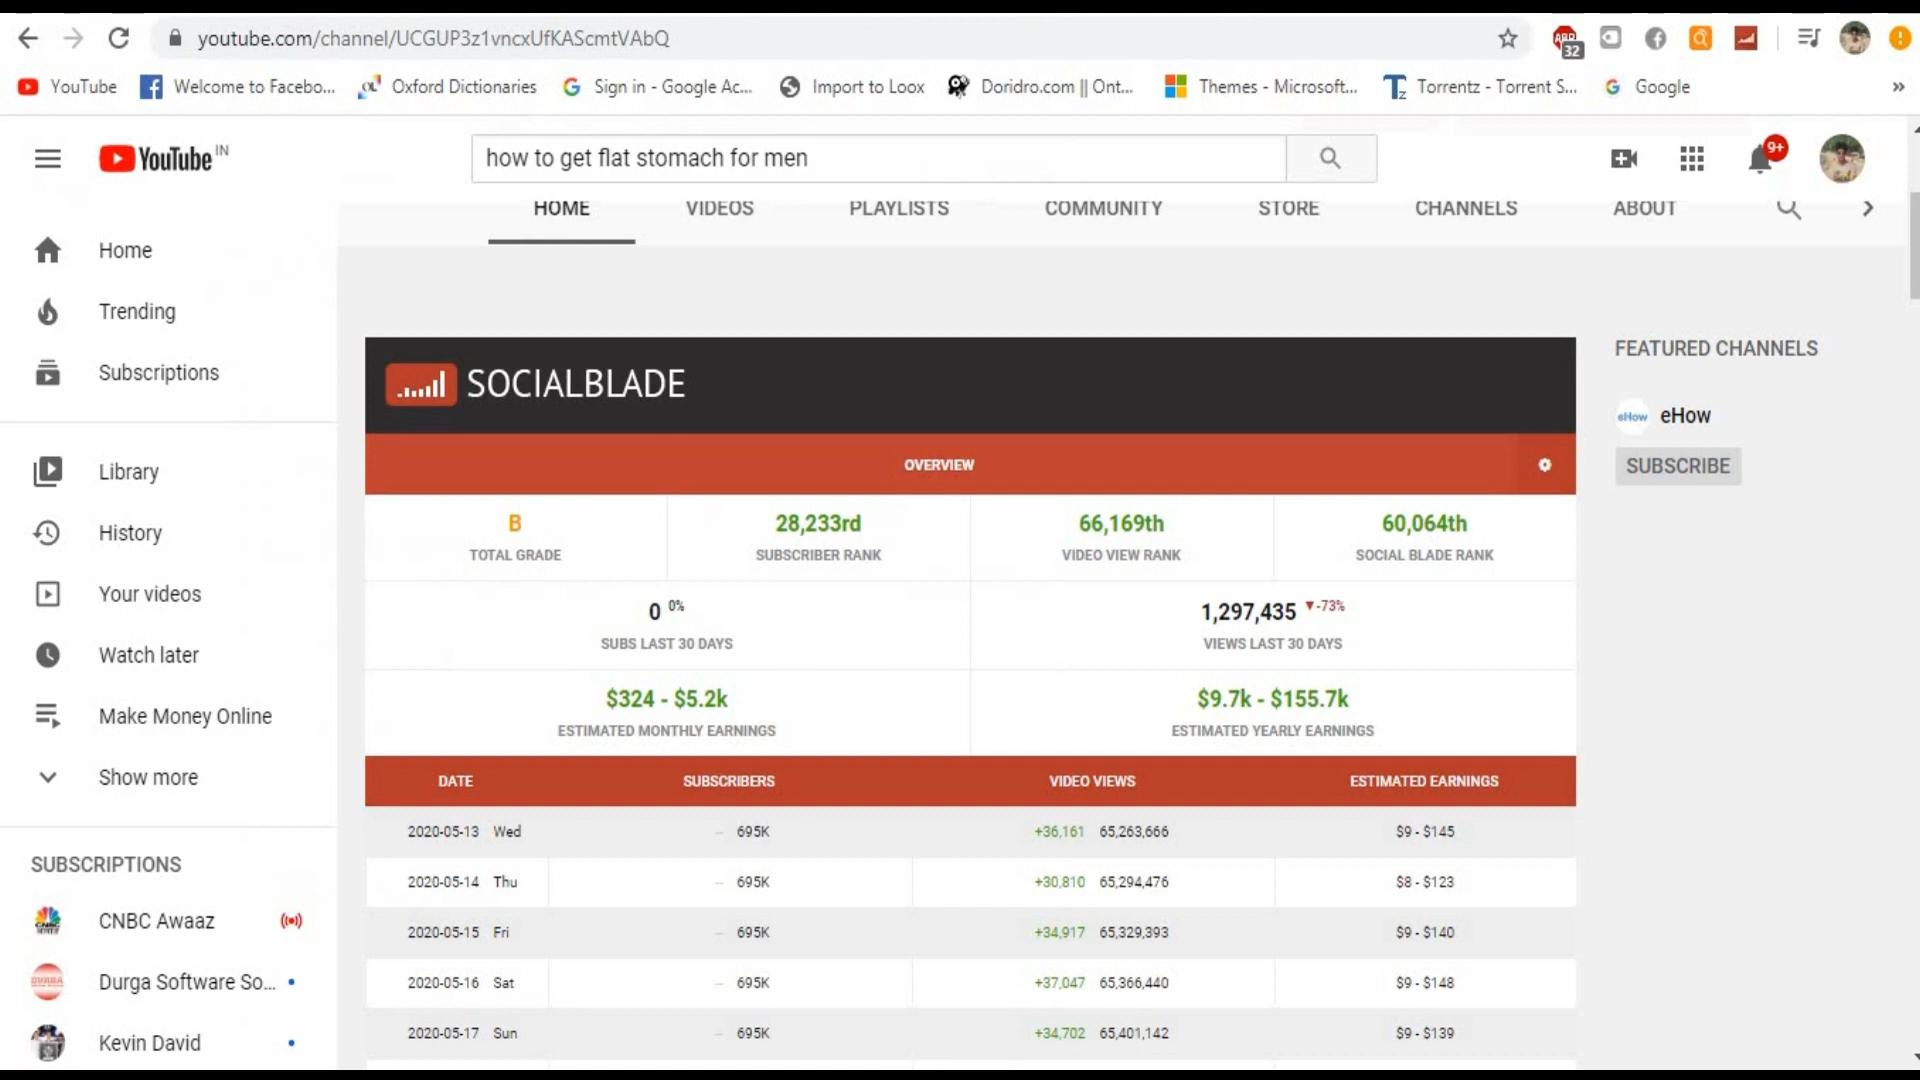 youtube.com/channel/UCGUP3z1vncxUfKAScmtVAbQ
ABP
32
YouTube
Welcome to Facebo...
Oxford Dictionaries
Sign in - Google Ac...
Import to Loox
Doridro.com || Ont...
Themes - Microsoft...
Torrentz - Torrent S...
Google
YouTube IN
how to get flat stomach for men
9+
HOME VIDEOS PLAYLISTS COMMUNITY STORE CHANNELS ABOUT
Home
Trending
Subscriptions
Library
History
Your videos
Watch later
Make Money Online
Show more
SUBSCRIPTIONS
CNBC Awaaz
Durga Software So...
Kevin David
SOCIALBLADE
OVERVIEW
B 28,233rd 66,169th 60,064th
TOTAL GRADE SUBSCRIBER RANK VIDEO VIEW RANK SOCIAL BLADE RANK
0 0% 1,297,435 ▼-73%
SUBS LAST 30 DAYS VIEWS LAST 30 DAYS
$324 - $5.2k $9.7k - $155.7k
ESTIMATED MONTHLY EARNINGS ESTIMATED YEARLY EARNINGS
DATE SUBSCRIBERS VIDEO VIEWS ESTIMATED EARNINGS
2020-05-13 Wed -- 695K +36,161 65,263,666 $9 - $145
2020-05-14 Thu -- 695K +30,810 65,294,476 $8 - $123
2020-05-15 Fri -- 695K +34,917 65,329,393 $9 - $140
2020-05-16 Sat -- 695K +37,047 65,366,440 $9 - $148
2020-05-17 Sun -- 695K +34,702 65,401,142 $9 - $139
FEATURED CHANNELS
eHow eHow
SUBSCRIBE